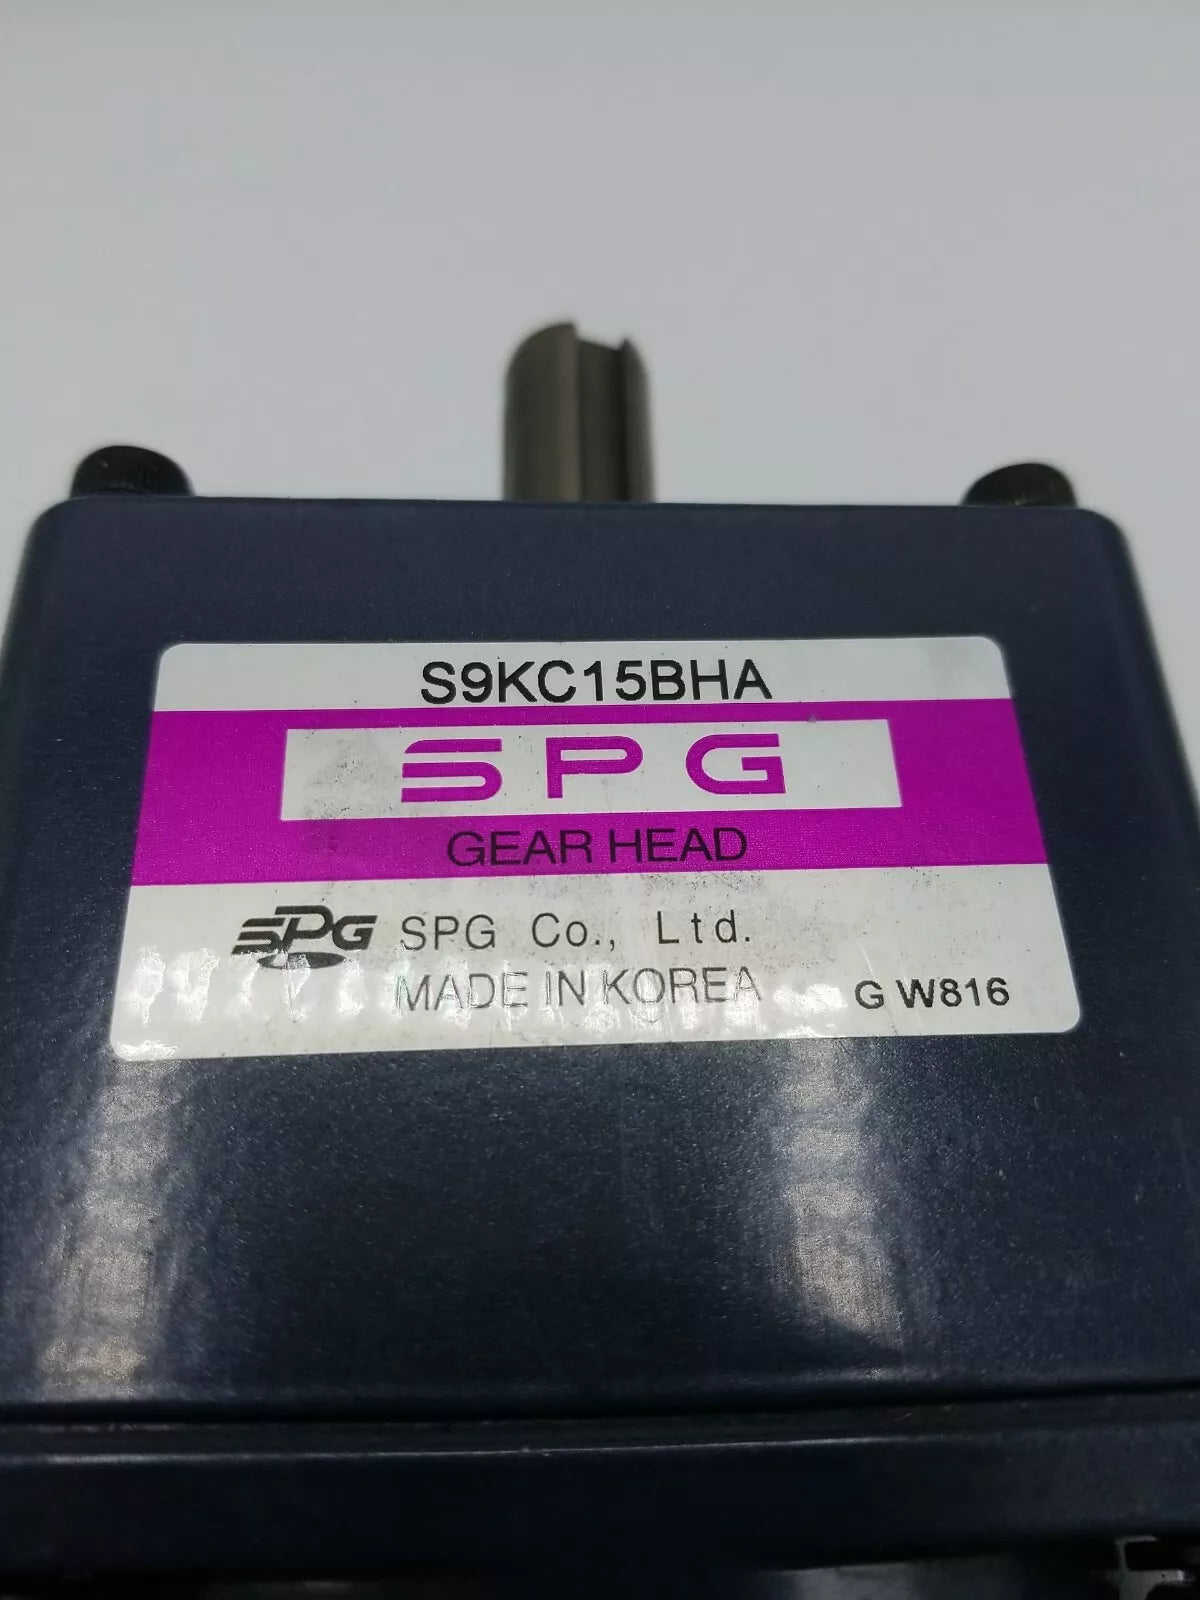 S9KC15BHA
SPG
GEAR HEAD
SPG SPG Co., Ltd.
MADE IN KOREA G W816